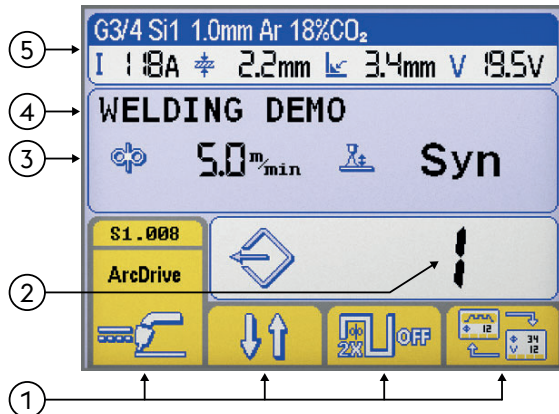 G3/4 Si1 1.0mm Ar 18%CO₂
5
I 118A 2.2mm 3.4mm V 19.5V
4
WELDING DEMO
3
5.0 m/min Syn
S1.008
ArcDrive
2
1
2X OFF
Φ 12
Φ 34
V 12
1